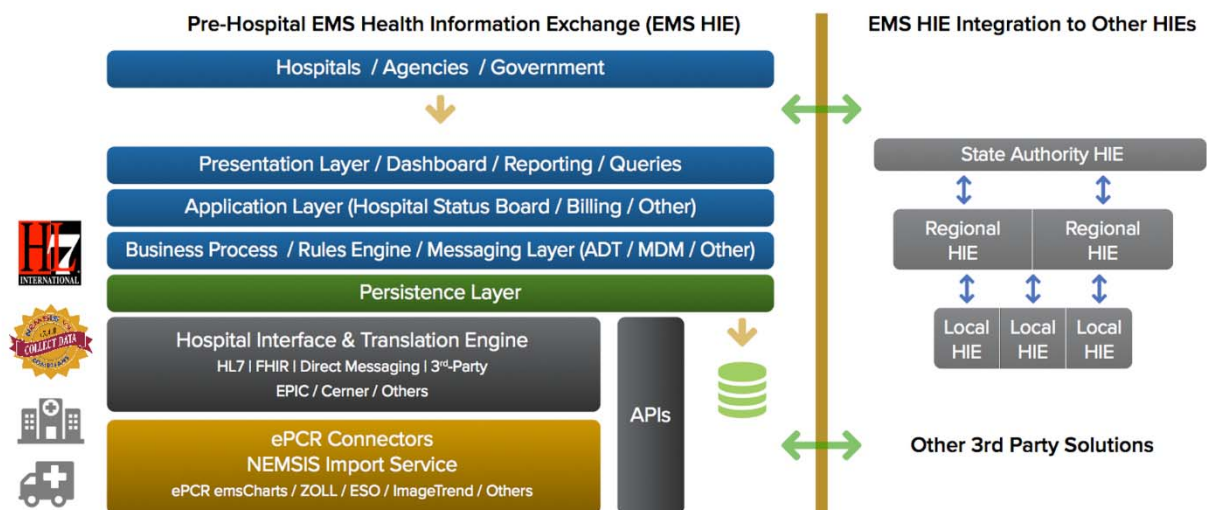 Pre-Hospital EMS Health Information Exchange (EMS HIE)
Hospitals / Agencies / Government
Presentation Layer / Dashboard / Reporting / Queries
Application Layer (Hospital Status Board / Billing / Other)
Business Process / Rules Engine / Messaging Layer (ADT / MDM / Other)
Persistence Layer
Hospital Interface & Translation Engine
HL7 | FHIR | Direct Messaging | 3rd-Party
EPIC / Cerner / Others
ePCR Connectors
NEMSIS Import Service
ePCR emsCharts / ZOLL / ESO / ImageTrend / Others
APIs
HL7
INTERNATIONAL
COLLECT DATA
EMS HIE Integration to Other HIEs
State Authority HIE
Regional
HIE
Regional
HIE
Local
HIE
Local
HIE
Local
HIE
Other 3rd Party Solutions